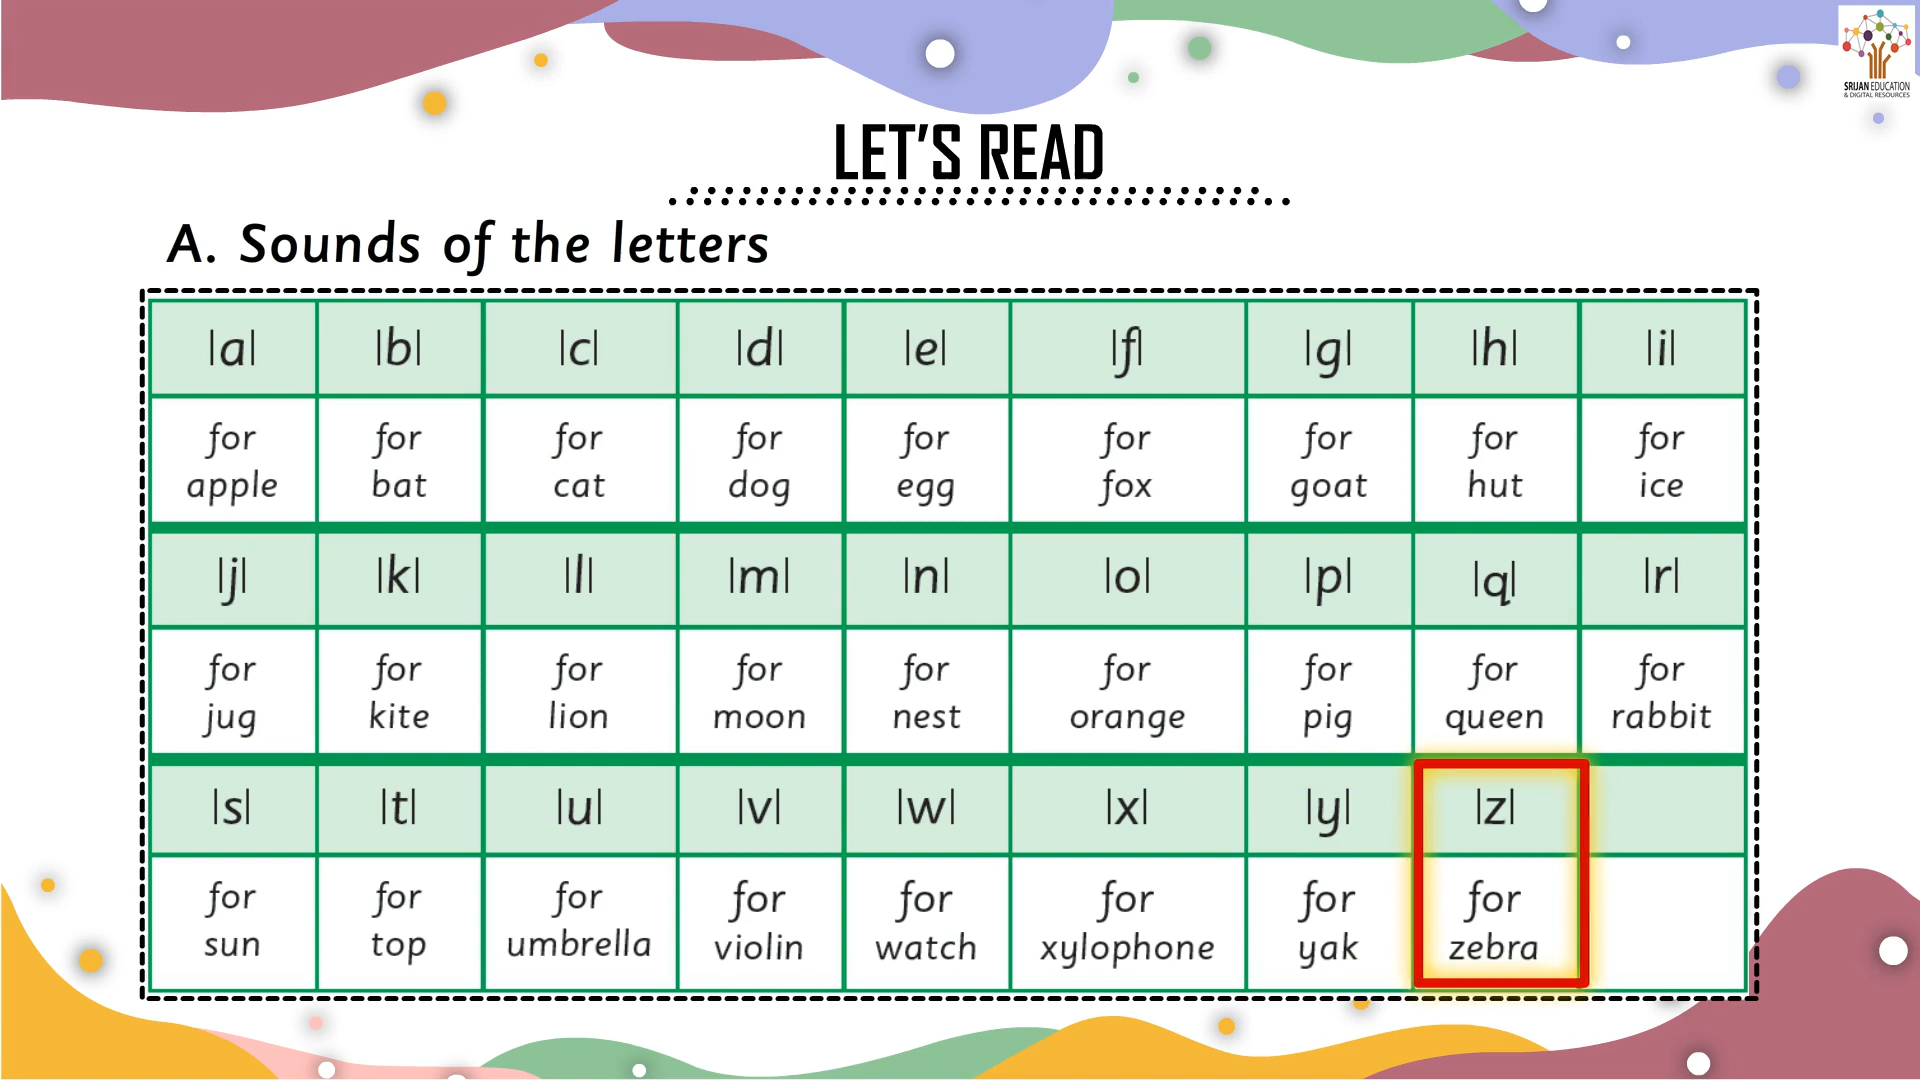 SRIJAN EDUCATION
& DIGITAL RESOURCES
LET'S READ
A. Sounds of the letters
|a| |b| |c| |d| |e| |f| |g| |h| |i|
for for for for for for for for for
apple bat cat dog egg fox goat hut ice
|j| |k| |l| |m| |n| |o| |p| |q| |r|
for for for for for for for for for
jug kite lion moon nest orange pig queen rabbit
|s| |t| |u| |v| |w| |x| |y| |z|
for for for for for for for for
sun top umbrella violin watch xylophone yak zebra